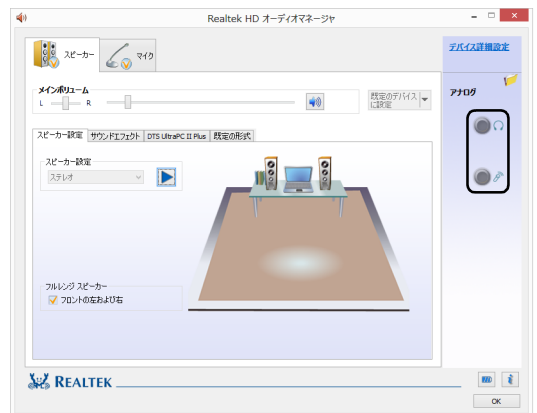 Realtek HD オーディオマネージャ
スピーカー
マイク
デバイス詳細設定
メインボリューム
L
R
既定のデバイス
に設定
アナログ
スピーカー設定
サウンドエフェクト
DTS UltraPC II Plus
既定の形式
スピーカー設定
ステレオ
フルレンジ スピーカー
フロントの左および右
REALTEK
OK